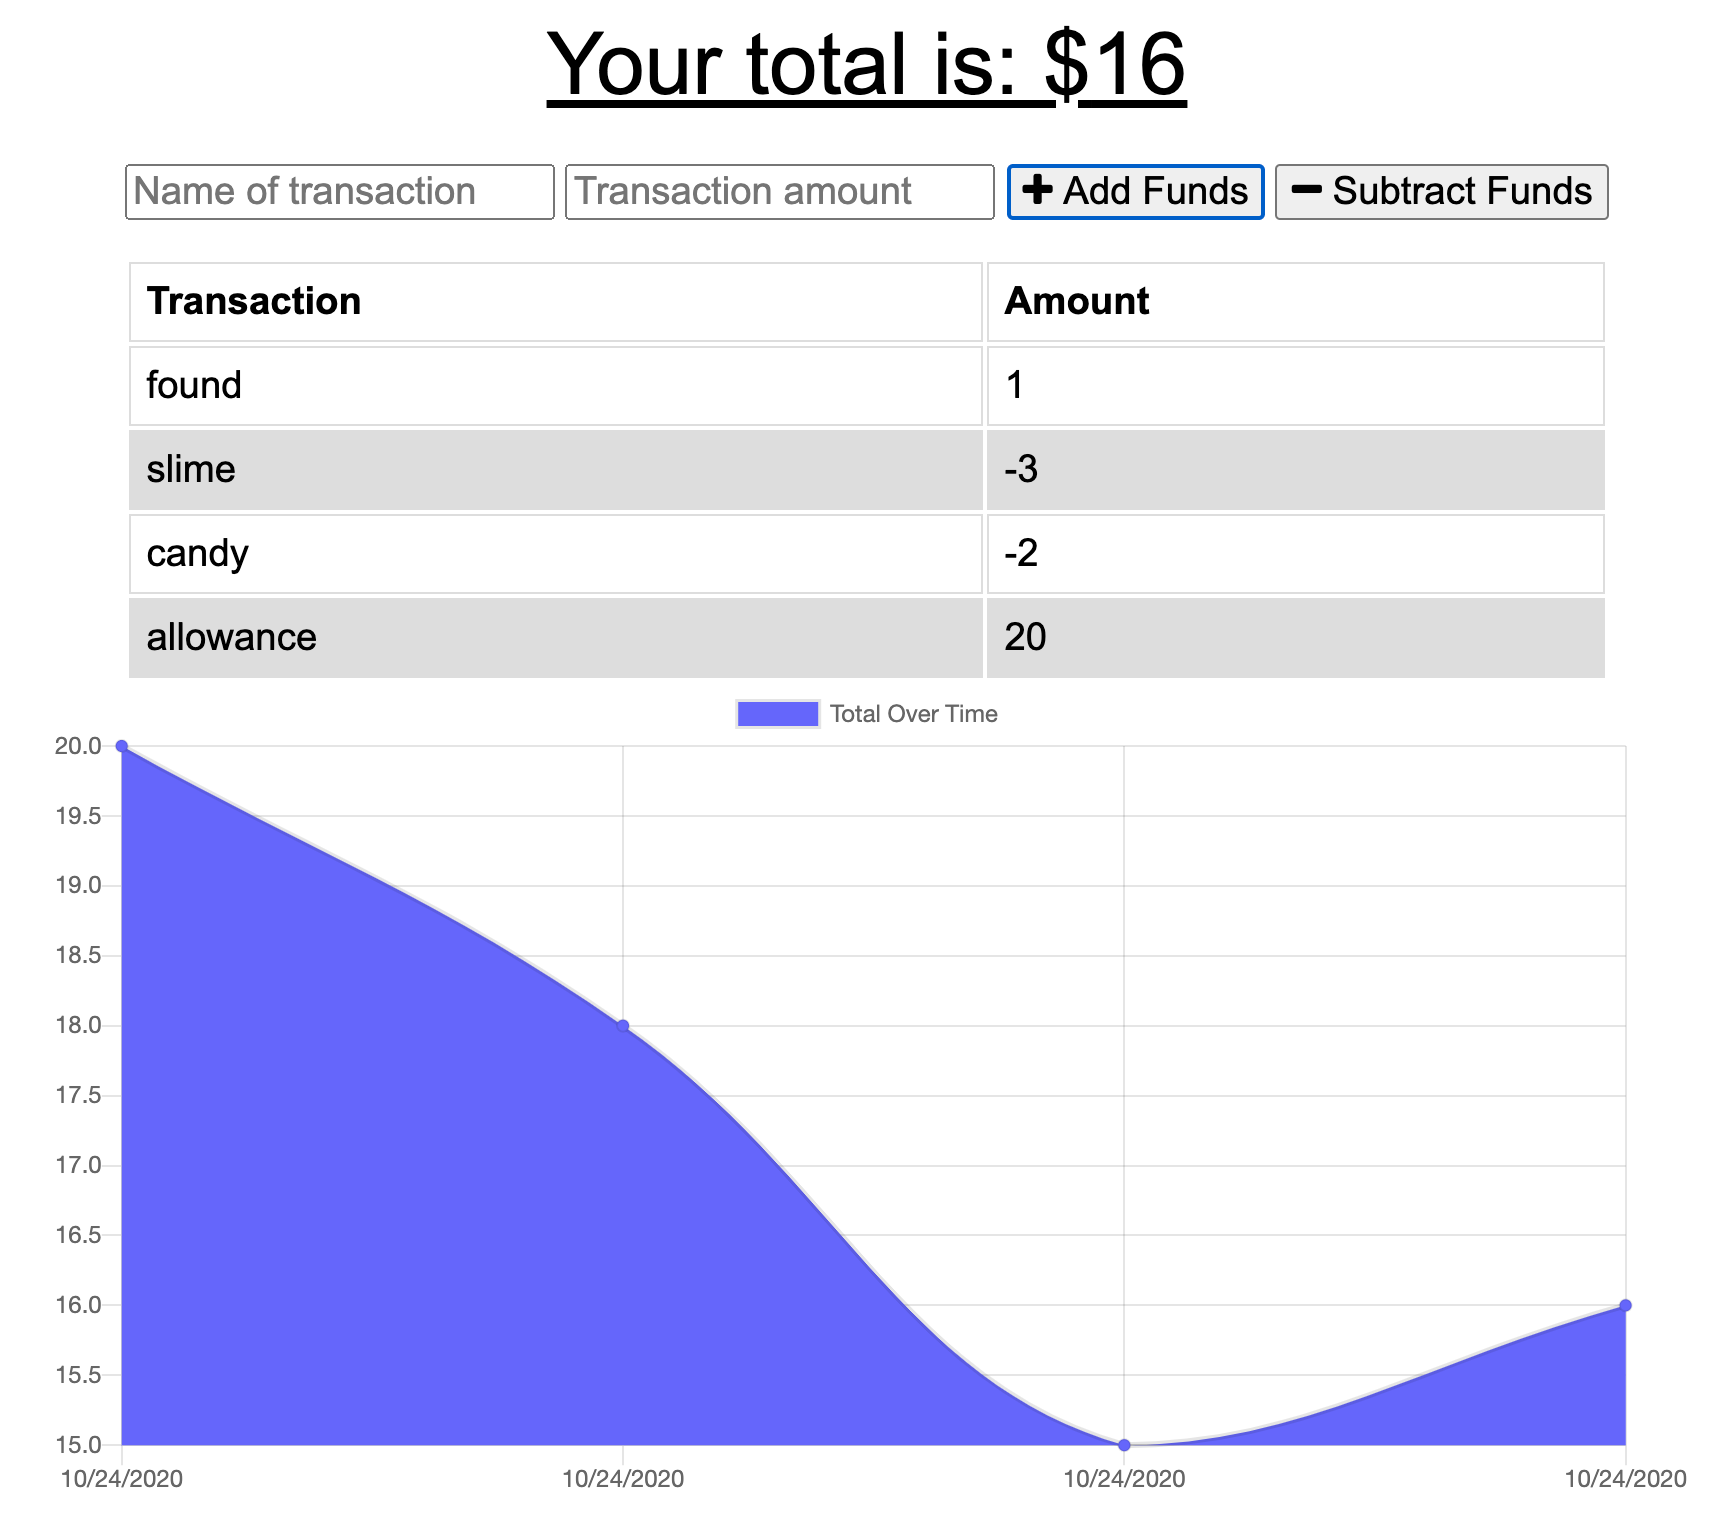 Your total is: $16
Name of transaction Transaction amount Add Funds Subtract Funds
Transaction Amount
found 1
slime -3
candy -2
allowance 20
Total Over Time
20.0
19.5
19.0
18.5
18.0
17.5
17.0
16.5
16.0
15.5
15.0
10/24/2020 10/24/2020 10/24/2020 10/24/2020